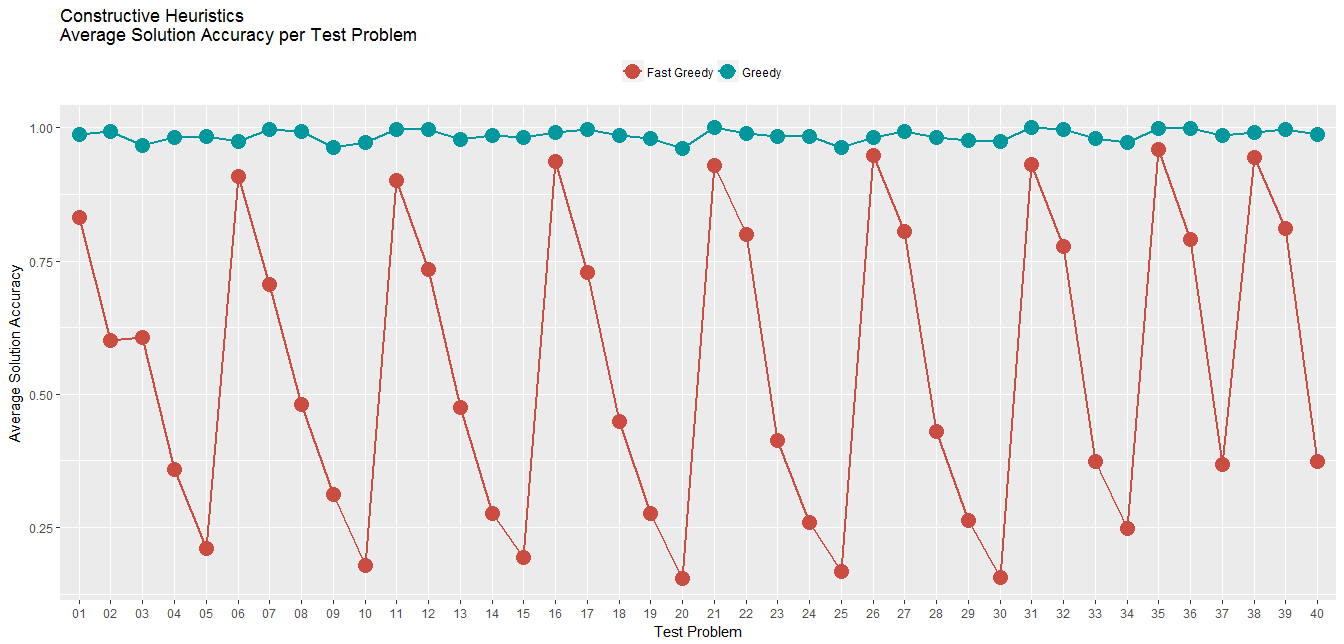 Constructive Heuristics
Average Solution Accuracy per Test Problem
Fast Greedy Greedy
Average Solution Accuracy
1.00
0.75
0.50
0.25
01 02 03 04 05 06 07 08 09 10 11 12 13 14 15 16 17 18 19 20 21 22 23 24 25 26 27 28 29 30 31 32 33 34 35 36 37 38 39 40
Test Problem